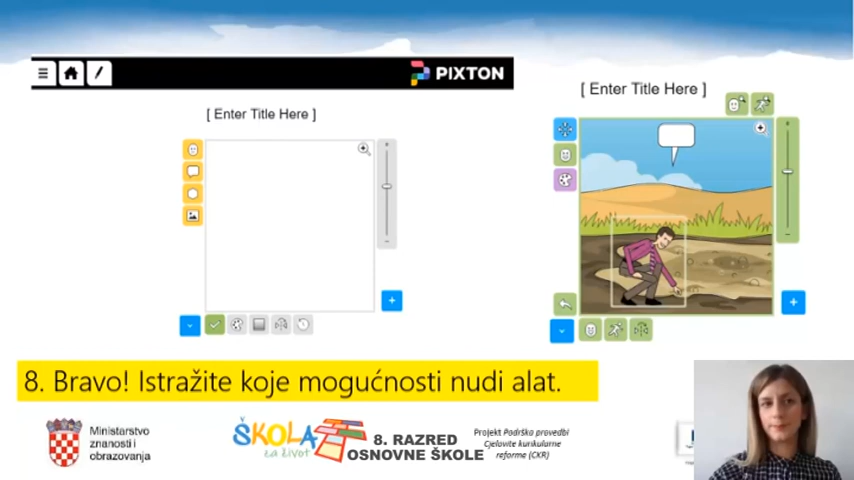 PIXTON
[ Enter Title Here ]
[ Enter Title Here ]
8. Bravo! Istražite koje mogućnosti nudi alat.
Ministarstvo
znanosti i
obrazovanja
ŠKOLA
za život
8. RAZRED
OSNOVNE ŠKOLE
Projekt Podrška provedbi
Cjelovite kurikularne
reforme (CKR)